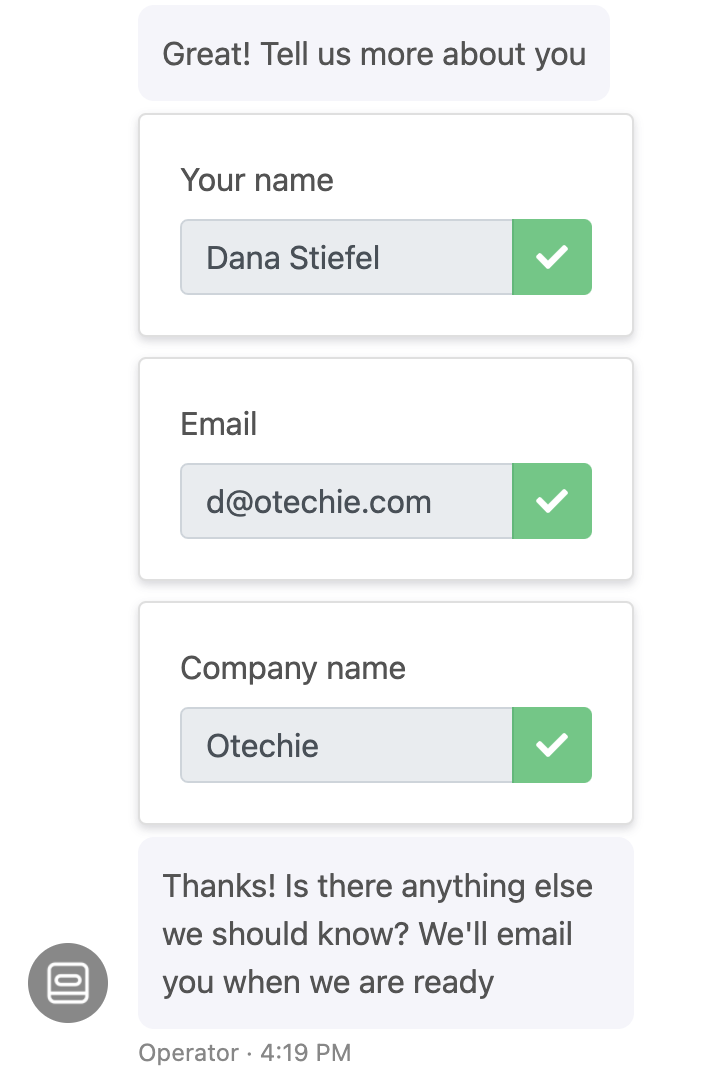 Great! Tell us more about you
Your name
Dana Stiefel
Email
d@otechie.com
Company name
Otechie
Thanks! Is there anything else
we should know? We'll email
you when we are ready
Operator · 4:19 PM